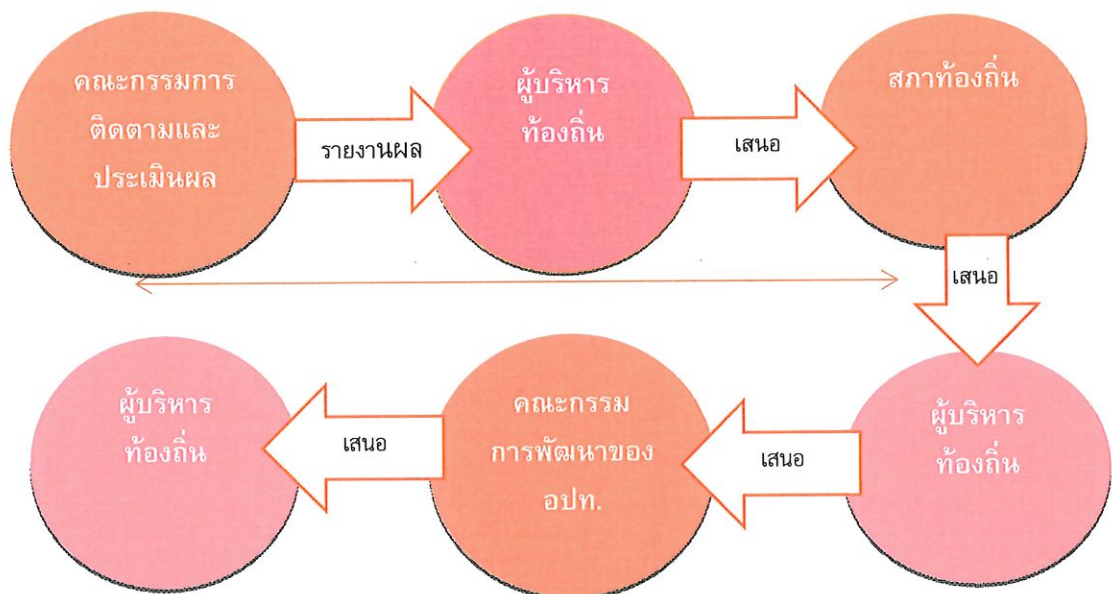 คณะกรรมการ
ติดตามและ
ประเมินผล
รายงานผล
ผู้บริหาร
ท้องถิ่น
เสนอ
สภาท้องถิ่น
เสนอ
ผู้บริหาร
ท้องถิ่น
เสนอ
คณะกรรม
การพัฒนาของ
อปท.
เสนอ
ผู้บริหาร
ท้องถิ่น